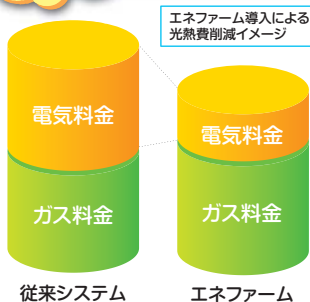 エネファーム導入による
光熱費削減イメージ
電気料金
電気料金
ガス料金
ガス料金
従来システム
エネファーム